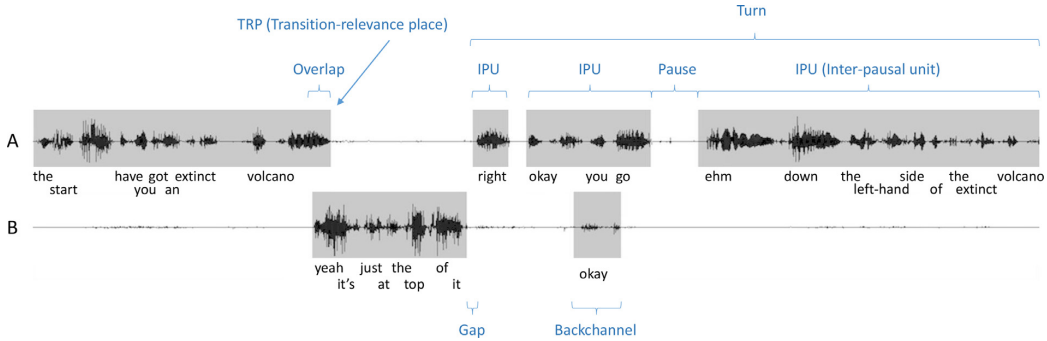 Turn
TRP (Transition-relevance place)
Overlap
IPU
IPU
Pause
IPU (Inter-pausal unit)
A
the start have got you an extinct volcano
right
okay you go
ehm down the left-hand side of the extinct volcano
B
yeah it's just at the top of it
okay
Gap
Backchannel